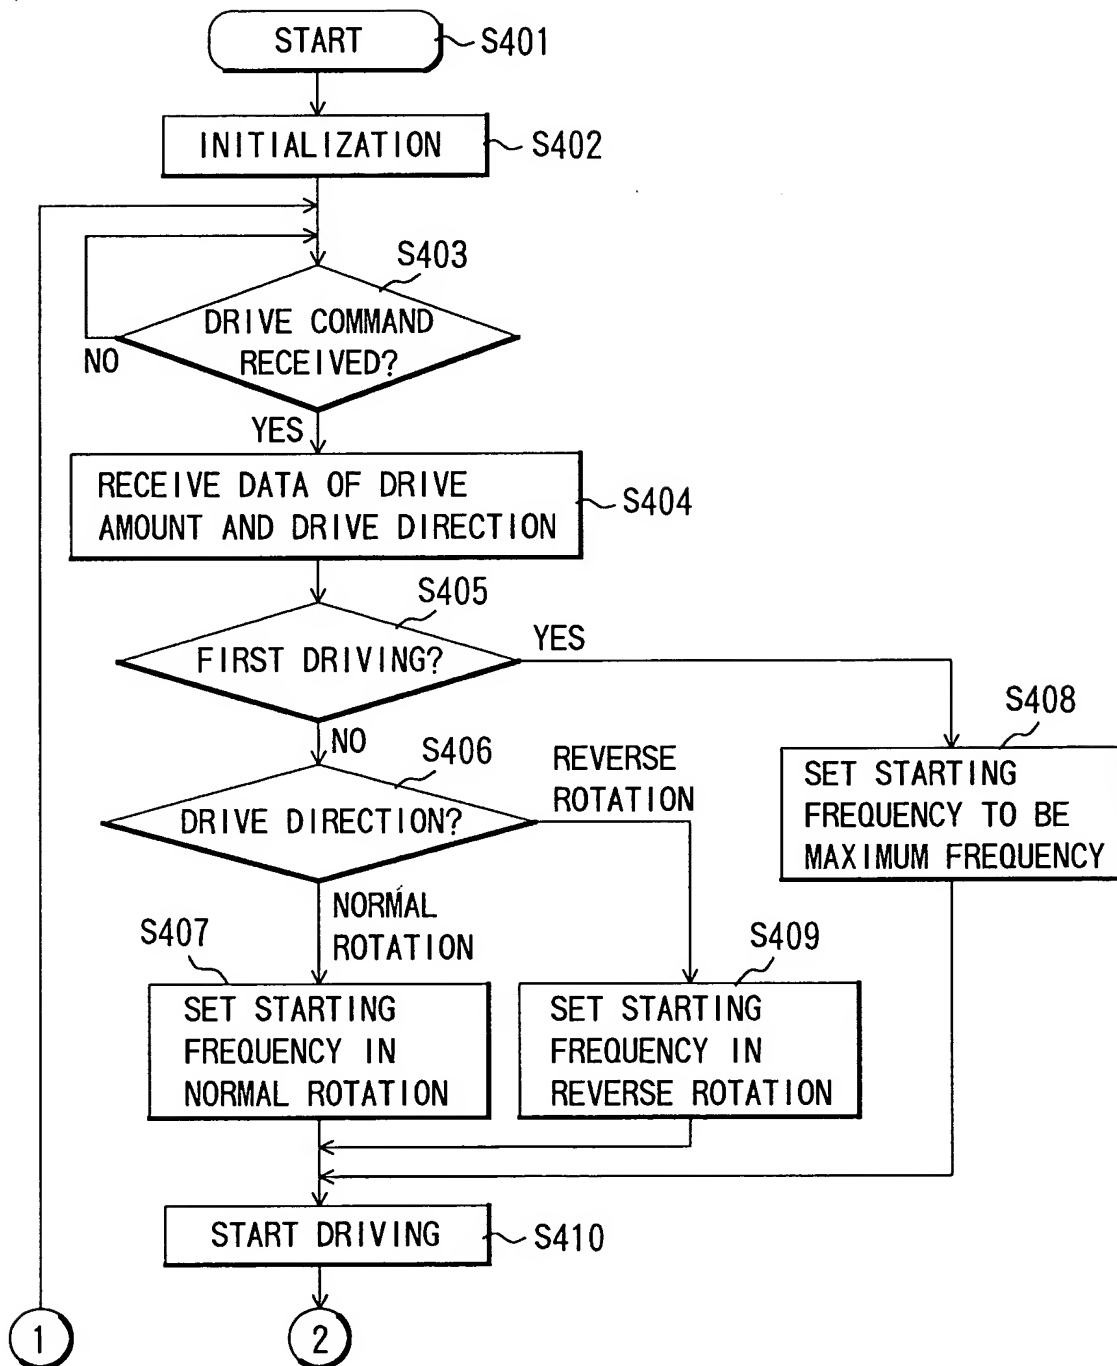 START
S401
INITIALIZATION
S402
S403
DRIVE COMMAND
RECEIVED?
NO
YES
RECEIVE DATA OF DRIVE
AMOUNT AND DRIVE DIRECTION
S404
S405
FIRST DRIVING?
YES
NO
S406
DRIVE DIRECTION?
REVERSE
ROTATION
S408
SET STARTING
FREQUENCY TO BE
MAXIMUM FREQUENCY
NORMAL
ROTATION
S407
SET STARTING
FREQUENCY IN
NORMAL ROTATION
S409
SET STARTING
FREQUENCY IN
REVERSE ROTATION
START DRIVING
S410
1
2